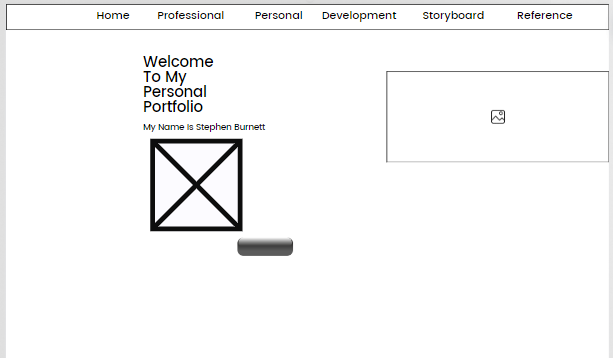 Home Professional Personal Development Storyboard Reference
Welcome
To My
Personal
Portfolio
My Name Is Stephen Burnett